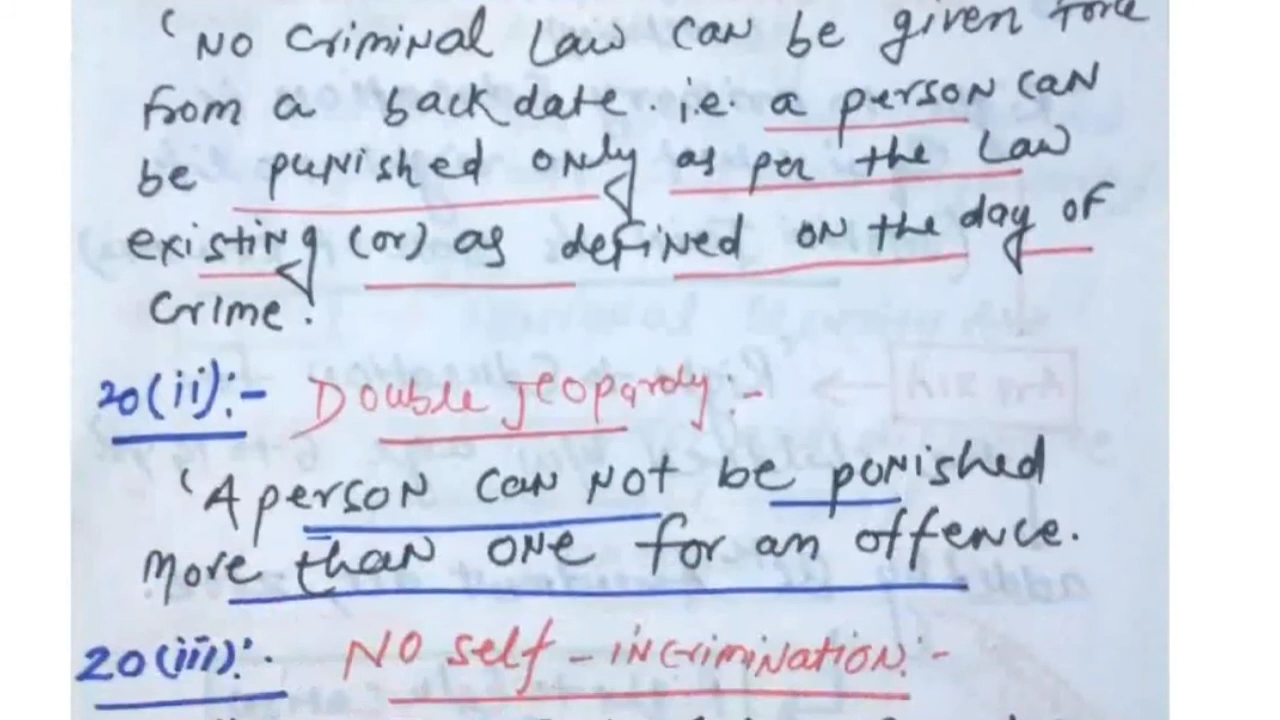 'No criminal Law can be given force
from a back date. i.e. a person can
be punished only as per the Law
existing (or) as defined on the day of
crime.
20(ii):- Double Jeopardy:-
'A person can not be punished
more than one for an offence.
20(iii):- No self-incrimination:-